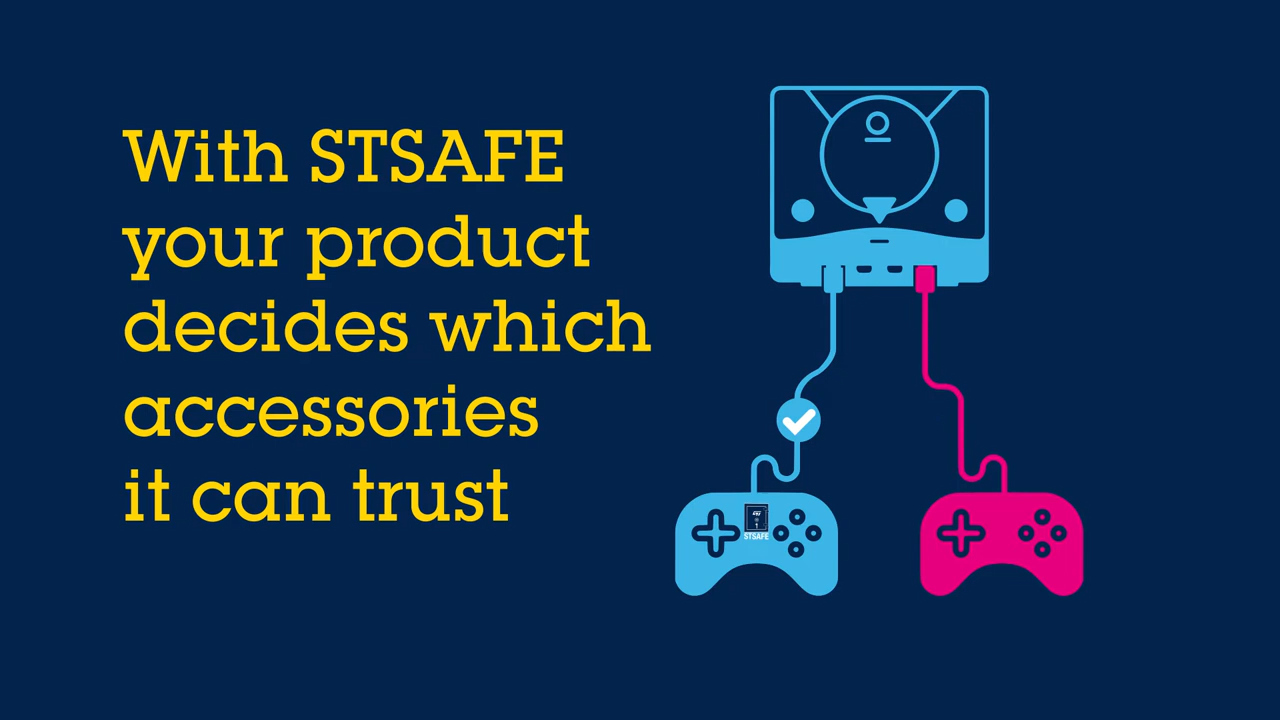 With STSAFE
your product
decides which
accessories
it can trust
STSAFE